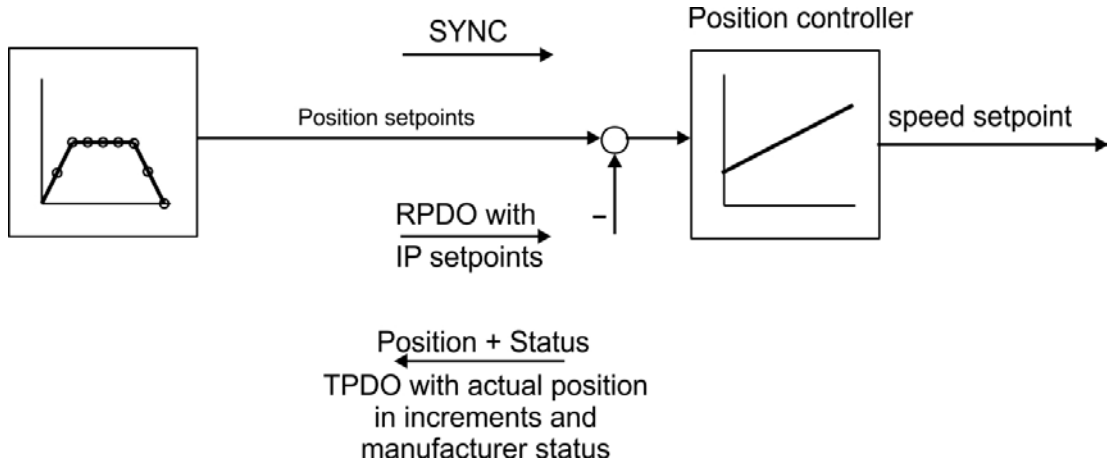 Position controller
SYNC
Position setpoints
speed setpoint
–
RPDO with
IP setpoints
Position + Status
TPDO with actual position
in increments and
manufacturer status